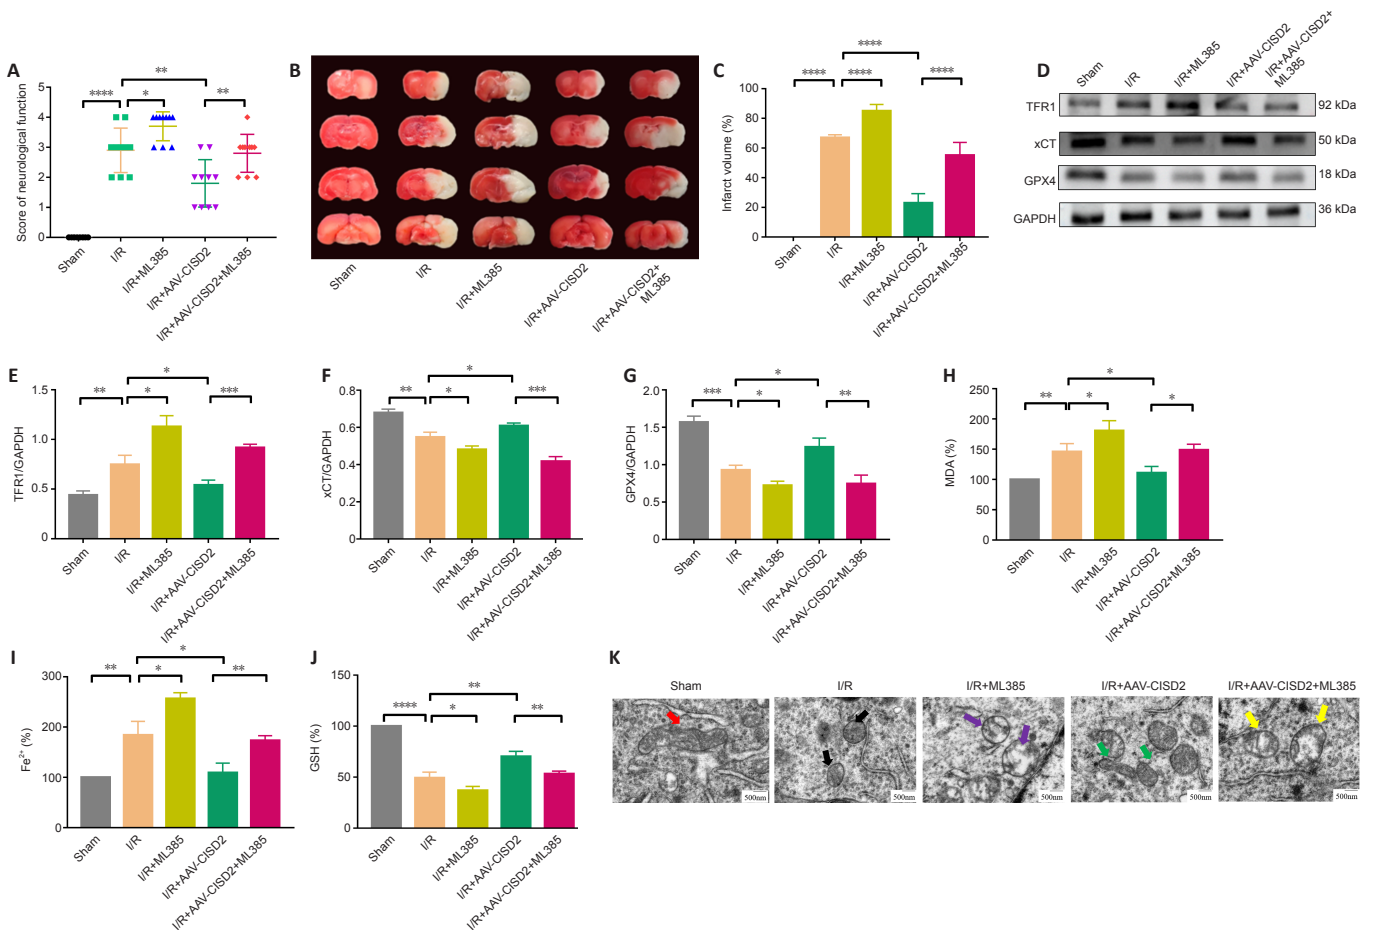 A
Score of neurological function
5
4
3
2
1
0
****
*
**
**
Sham
I/R
I/R+ML385
I/R+AAV-CISD2
I/R+AAV-CISD2+ML385
B
Sham
I/R
I/R+ML385
I/R+AAV-CISD2
I/R+AAV-CISD2+
ML385
C
Infarct volume (%)
100
80
60
40
20
0
****
****
****
****
I/R
I/R+ML385
I/R+AAV-CISD2
I/R+AAV-CISD2+ML385
Sham
D
Sham
I/R
I/R+ML385
I/R+AAV-CISD2
I/R+AAV-CISD2+
ML385
TFR1
92 kDa
xCT
50 kDa
GPX4
18 kDa
GAPDH
36 kDa
E
TFR1/GAPDH
1.5
1.0
0.5
0
**
*
*
***
Sham
I/R
I/R+ML385
I/R+AAV-CISD2
I/R+AAV-CISD2+ML385
F
xCT/GAPDH
0.8
0.6
0.4
0.2
0
**
*
*
***
Sham
I/R
I/R+ML385
I/R+AAV-CISD2
I/R+AAV-CISD2+ML385
G
GPX4/GAPDH
2.0
1.5
1.0
0.5
0
***
*
*
**
Sham
I/R
I/R+ML385
I/R+AAV-CISD2
I/R+AAV-CISD2+ML385
H
MDA (%)
250
200
150
100
50
0
**
*
*
*
Sham
I/R
I/R+ML385
I/R+AAV-CISD2
I/R+AAV-CISD2+ML385
I
Fe²⁺ (%)
300
200
100
0
**
*
*
**
Sham
I/R
I/R+ML385
I/R+AAV-CISD2
I/R+AAV-CISD2+ML385
J
GSH (%)
150
100
50
0
****
*
**
**
Sham
I/R
I/R+ML385
I/R+AAV-CISD2
I/R+AAV-CISD2+ML385
K
Sham
I/R
I/R+ML385
I/R+AAV-CISD2
I/R+AAV-CISD2+ML385
500nm
500nm
500nm
500nm
500nm